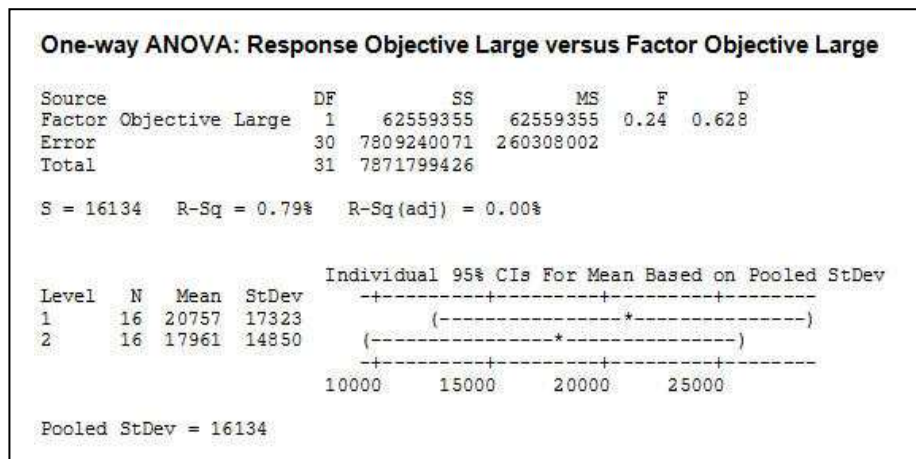 One-way ANOVA: Response Objective Large versus Factor Objective Large
Source                  DF          SS         MS     F      P
Factor Objective Large   1    62559355   62559355  0.24  0.628
Error                   30  7809240071  260308002
Total                   31  7871799426
S = 16134   R-Sq = 0.79%   R-Sq(adj) = 0.00%
Individual 95% CIs For Mean Based on Pooled StDev
Level   N   Mean  StDev    -+---------+---------+---------+--------
1      16  20757  17323          (----------------*---------------)
2      16  17961  14850    (----------------*---------------)
-+---------+---------+---------+--------
10000     15000     20000     25000
Pooled StDev = 16134